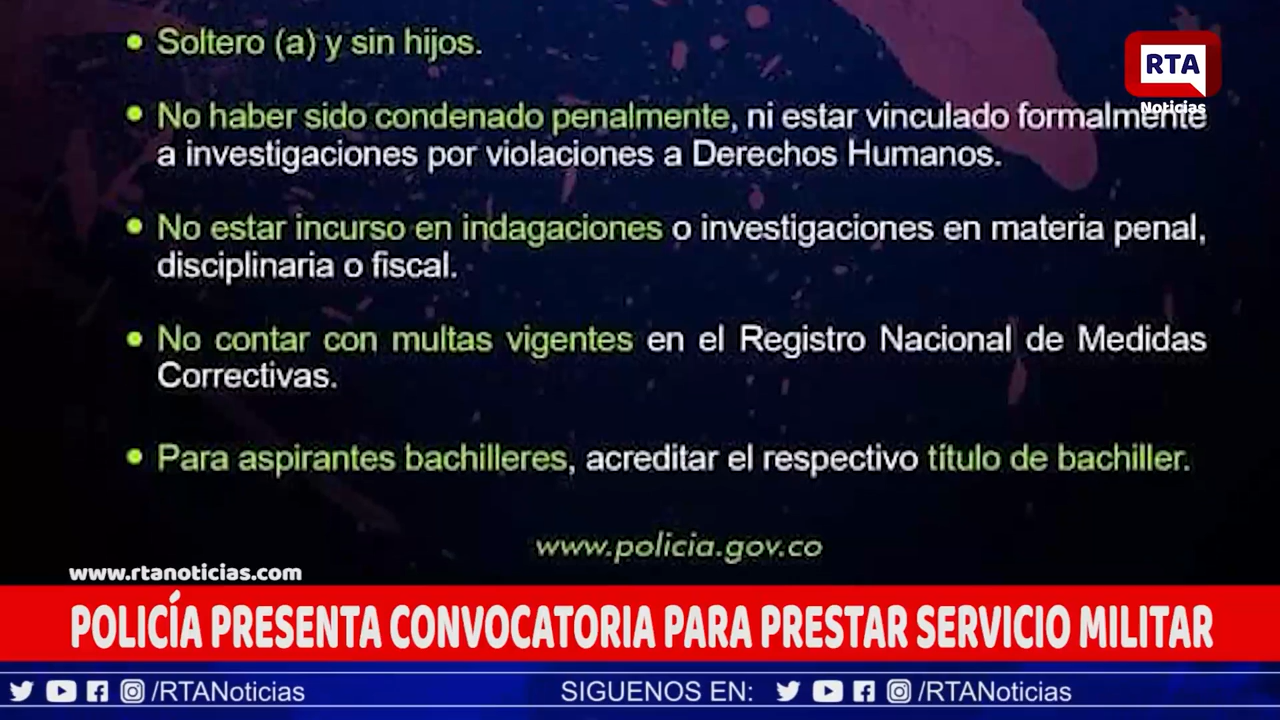 Soltero (a) y sin hijos.
RTA
Noticias
No haber sido condenado penalmente, ni estar vinculado formalmente
a investigaciones por violaciones a Derechos Humanos.
No estar incurso en indagaciones o investigaciones en materia penal,
disciplinaria o fiscal.
No contar con multas vigentes en el Registro Nacional de Medidas
Correctivas.
Para aspirantes bachilleres, acreditar el respectivo título de bachiller.
www.policia.gov.co
www.rtanoticias.com
POLICÍA PRESENTA CONVOCATORIA PARA PRESTAR SERVICIO MILITAR
/RTANoticias SIGUENOS EN: /RTANoticias